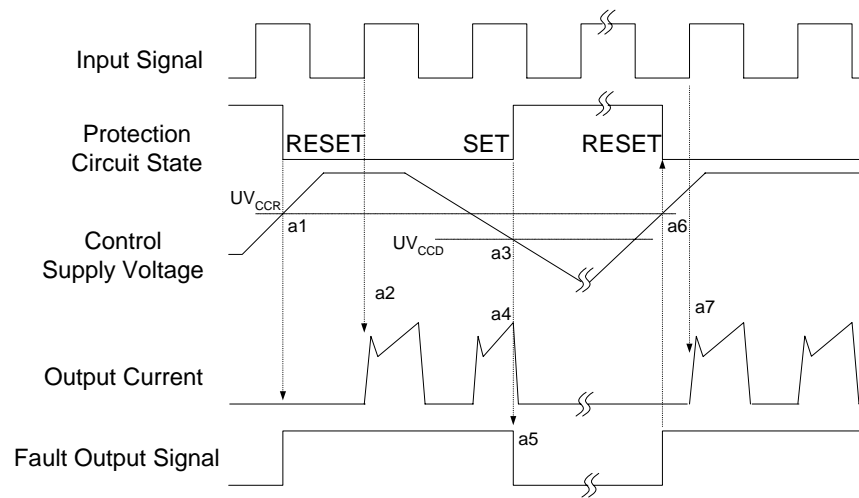 Input Signal
Protection
Circuit State
RESET
SET
RESET
UVCCR
a1
a6
Control
Supply Voltage
UVCCD
a3
a2
a4
a7
Output Current
a5
Fault Output Signal